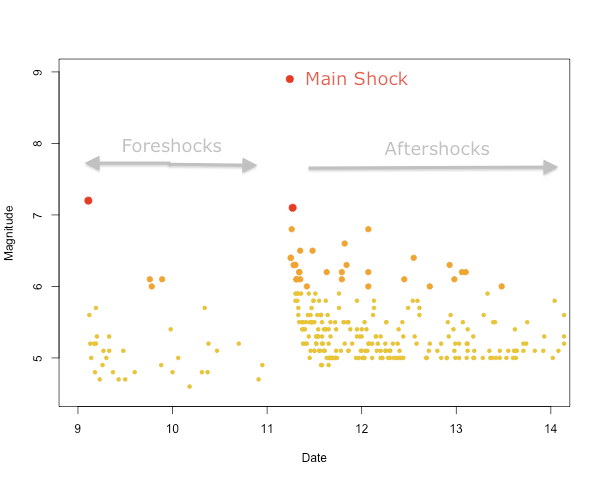 9
Main Shock
8
Foreshocks
Aftershocks
7
Magnitude
6
5
9 10 11 12 13 14
Date